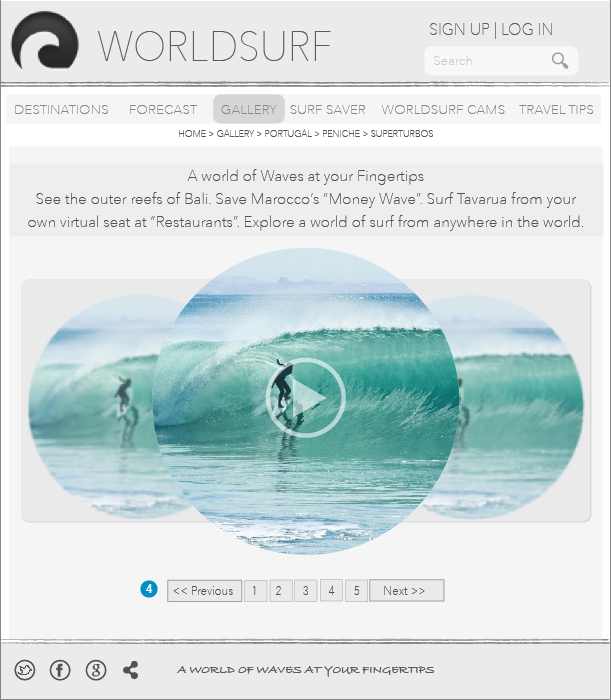 WORLDSURF
SIGN UP | LOG IN
Search
DESTINATIONS FORECAST GALLERY SURF SAVER WORLDSURF CAMS TRAVEL TIPS
HOME > GALLERY > PORTUGAL > PENICHE > SUPERTURBOS
A world of Waves at your Fingertips
See the outer reefs of Bali. Save Marocco’s “Money Wave”. Surf Tavarua from your
own virtual seat at “Restaurants”. Explore a world of surf from anywhere in the world.
4 << Previous 1 2 3 4 5 Next >>
A WORLD OF WAVES AT YOUR FINGERTIPS